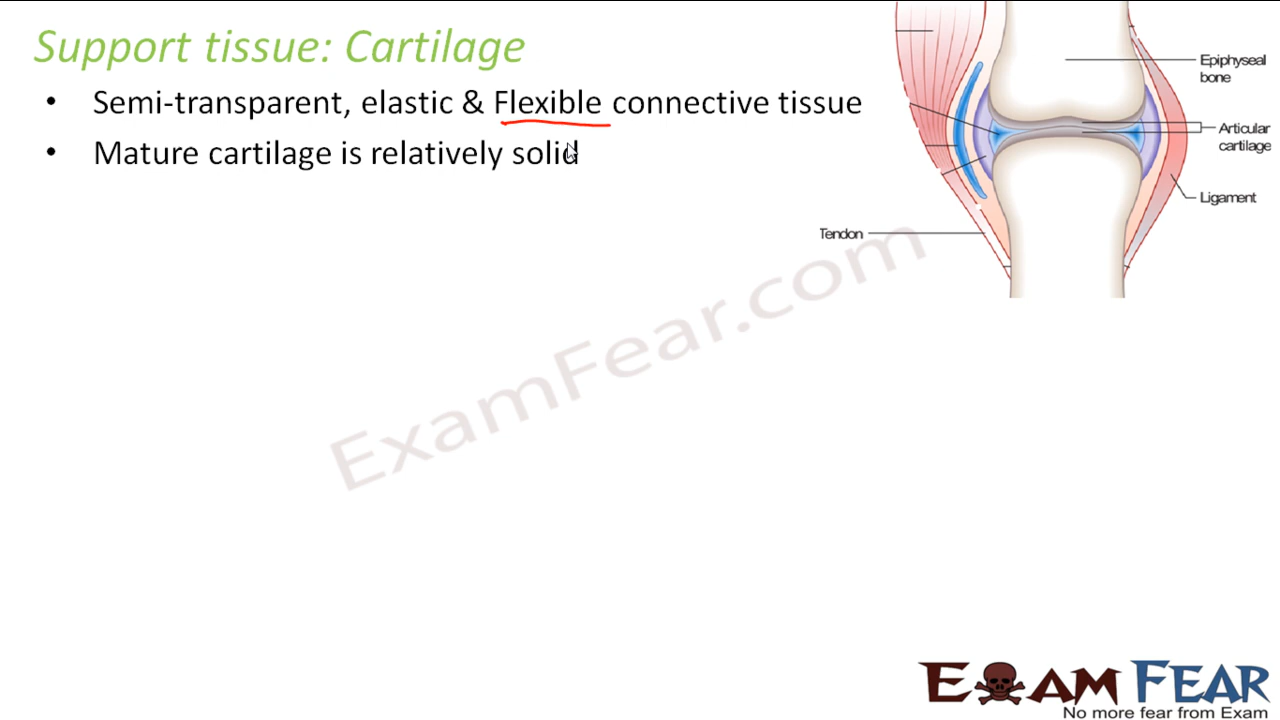 Support tissue: Cartilage
• Semi-transparent, elastic & Flexible connective tissue
• Mature cartilage is relatively solid
Epiphyseal
bone
Articular
cartilage
Ligament
Tendon
ExamFear.com
EXAM FEAR
No more fear from Exam